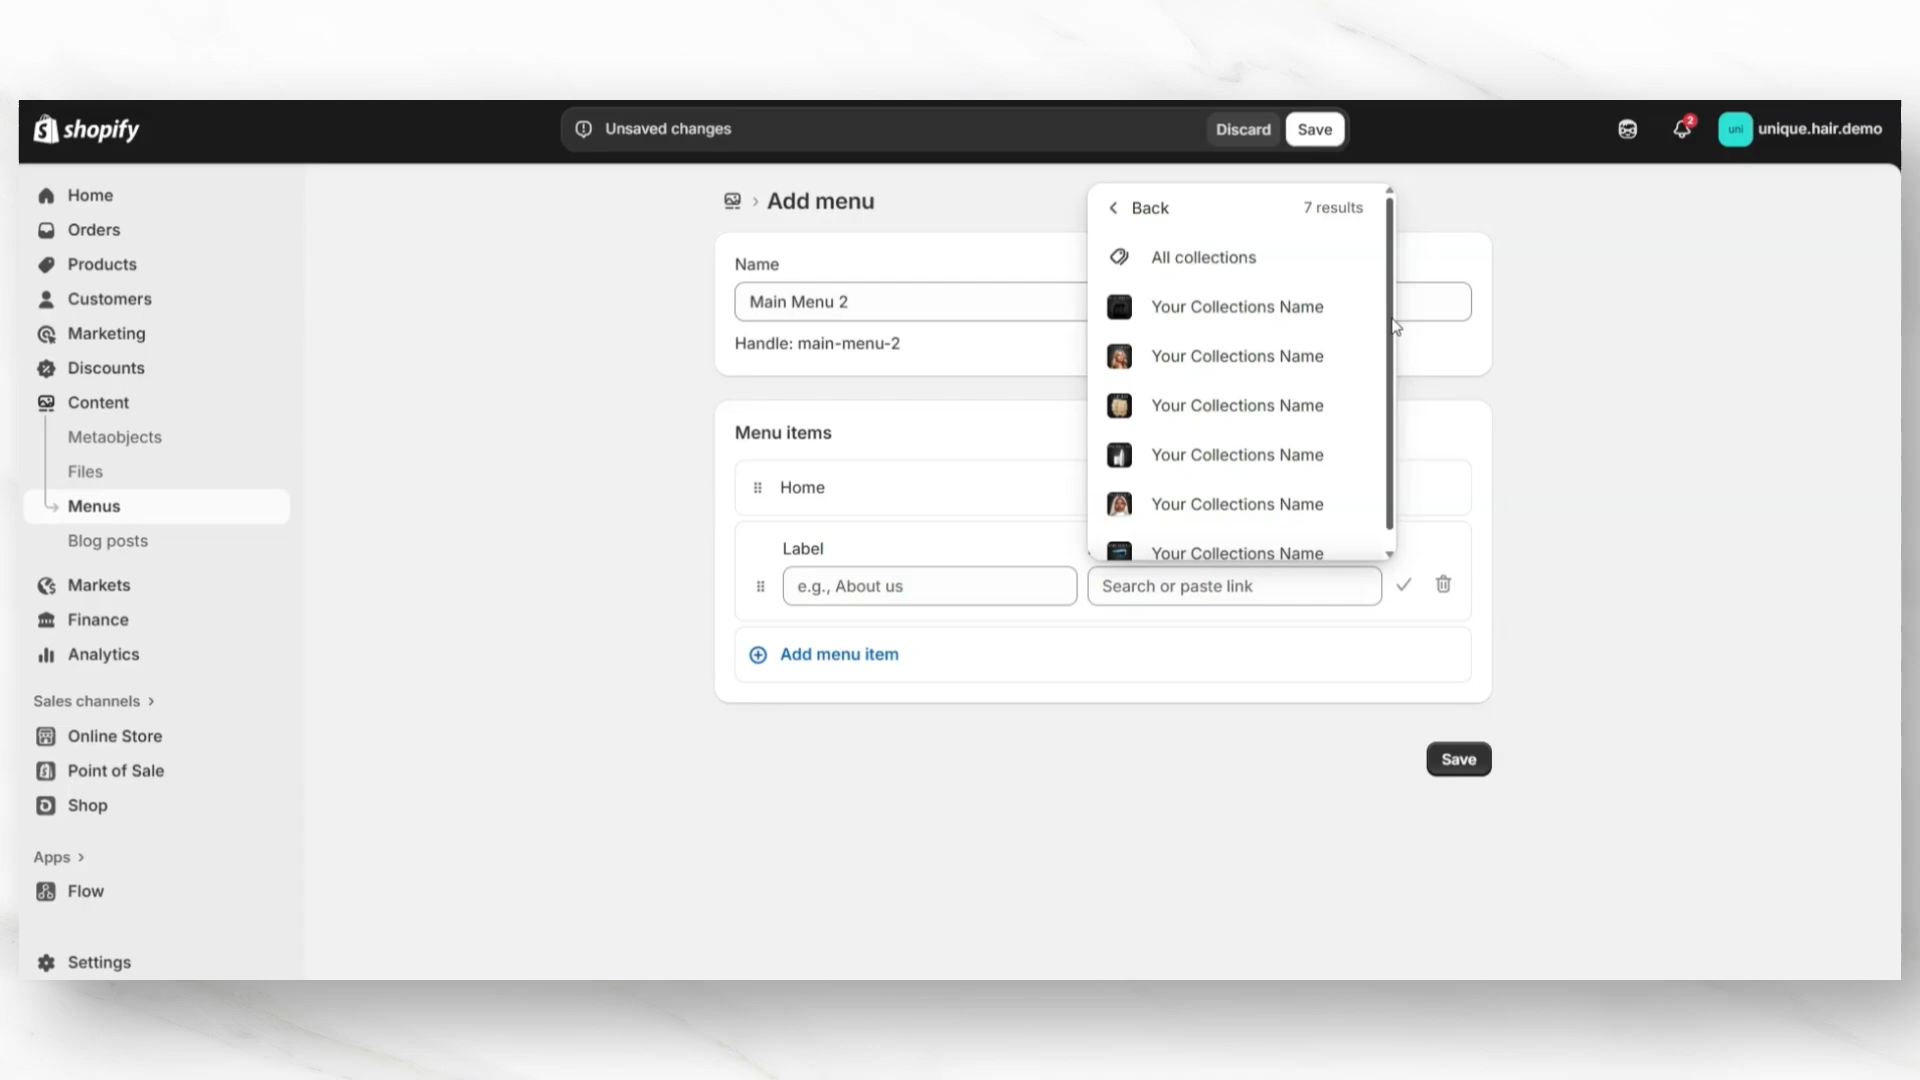 shopify
Unsaved changes
Discard
Save
2
uni
unique.hair.demo
Home
Orders
Products
Customers
Marketing
Discounts
Content
Metaobjects
Files
Menus
Blog posts
Markets
Finance
Analytics
Sales channels
Online Store
Point of Sale
Shop
Apps
Flow
Settings
Add menu
Name
Main Menu 2
Handle: main-menu-2
Menu items
Home
Label
e.g., About us
Search or paste link
Add menu item
Save
Back
7 results
All collections
Your Collections Name
Your Collections Name
Your Collections Name
Your Collections Name
Your Collections Name
Your Collections Name